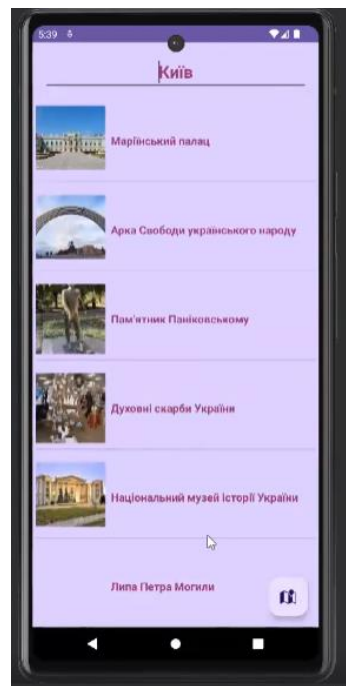 5:39
Київ
Маріїнський палац
Арка Свободи українського народу
Пам'ятник Паніковському
Духовні скарби України
Національний музей історії України
Липа Петра Могили